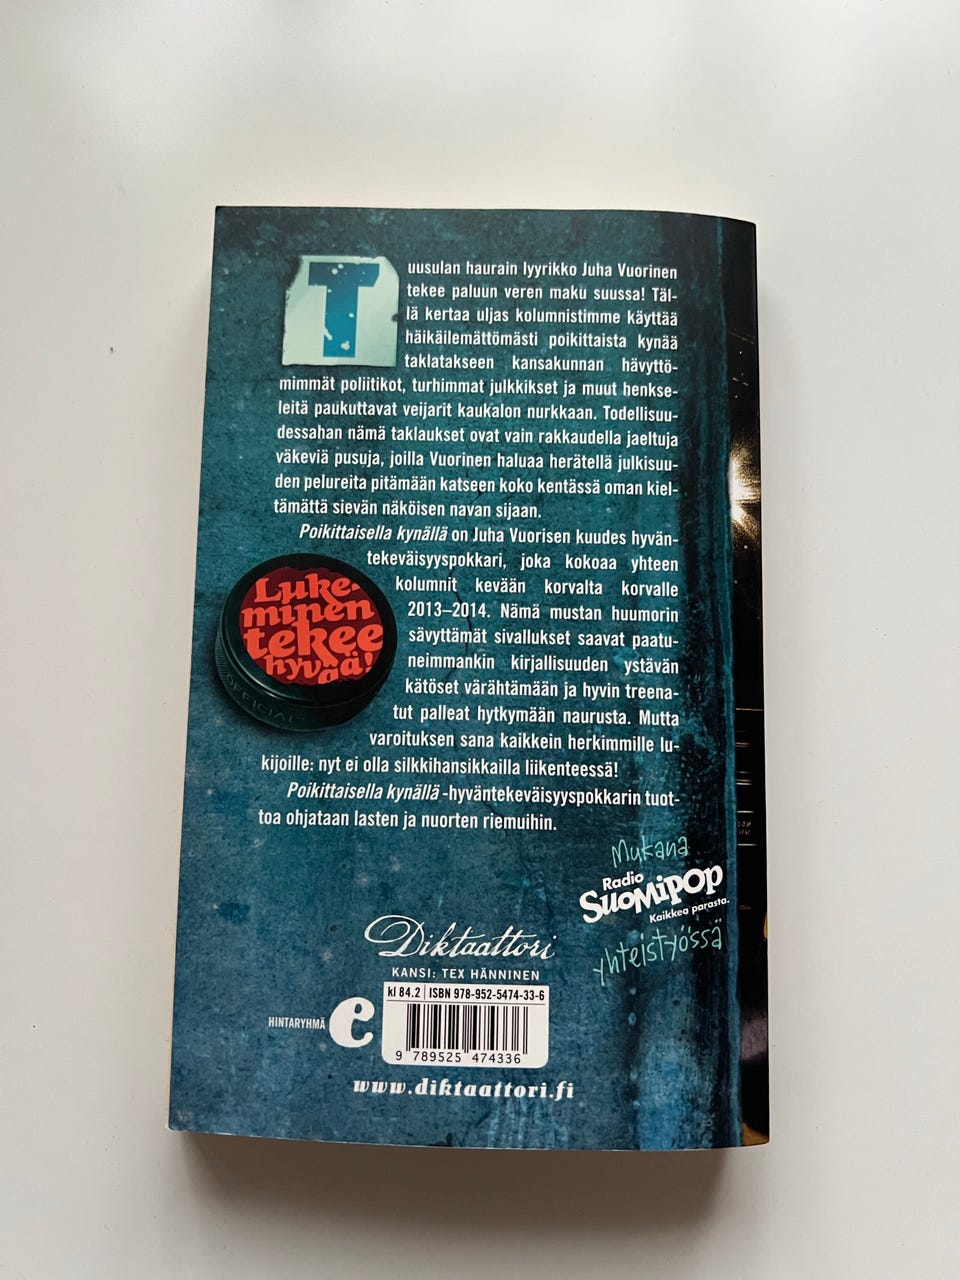 Tuusulan haurain lyyrikko Juha Vuorinen
tekee paluun veren maku suussa! Täl-
lä kertaa uljas kolumnistimme käyttää
häikäilemättömästi poikittaista kynää
taklatakseen kansakunnan hävyttö-
mimmät poliitikot, turhimmat julkkikset ja muut henkse-
leitä paukuttavat veijarit kaukalon nurkkaan. Todellisuu-
dessahan nämä taklaukset ovat vain rakkaudella jaeltuja
väkeviä pusuja, joilla Vuorinen haluaa herätellä julkisuu-
den pelureita pitämään katseen koko kentässä oman kiel-
tämättä sievän näköisen navan sijaan.
Poikittaisella kynällä on Juha Vuorisen kuudes hyvän-
tekeväisyyspokkari, joka kokoaa yhteen
kolumnit kevään korvalta korvalle
2013–2014. Nämä mustan huumorin
sävyttämät sivallukset saavat paatu-
neimmankin kirjallisuuden ystävän
kätöset värähtämään ja hyvin treena-
tut palleat hytkymään naurusta. Mutta
varoituksen sana kaikkein herkimmille lu-
kijoille: nyt ei olla silkkihansikkailla liikenteessä!
Poikittaisella kynällä -hyväntekeväisyyspokkarin tuot-
toa ohjataan lasten ja nuorten riemuihin.
Luke-
minen
tekee
hyvää!
OFFICIAL
Mukana
Radio
SUOMIPOP
Kaikkea parasta.
yhteistyössä
Diktaattori
KANSI: TEX HÄNNINEN
kl 84.2 | ISBN 978-952-5474-33-6
HINTARYHMÄ e
9 789525 474336
www.diktaattori.fi